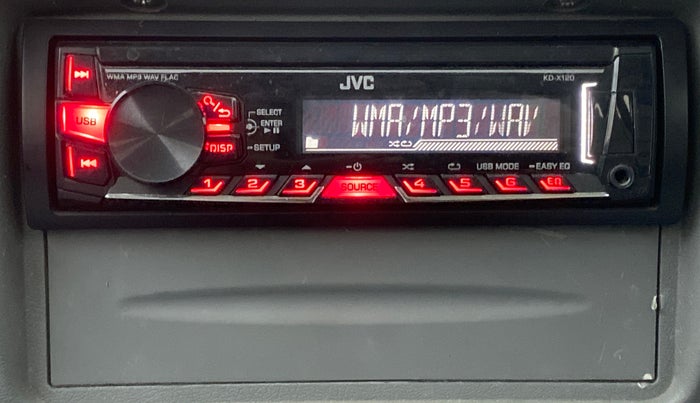 WMA MP3 WAV FLAC
JVC
KD-X120
USB
SELECT
ENTER
DISP
SETUP
WMA/MP3/WAV
1 2 3 SOURCE 4 5 6 EQ
USB MODE
EASY EQ